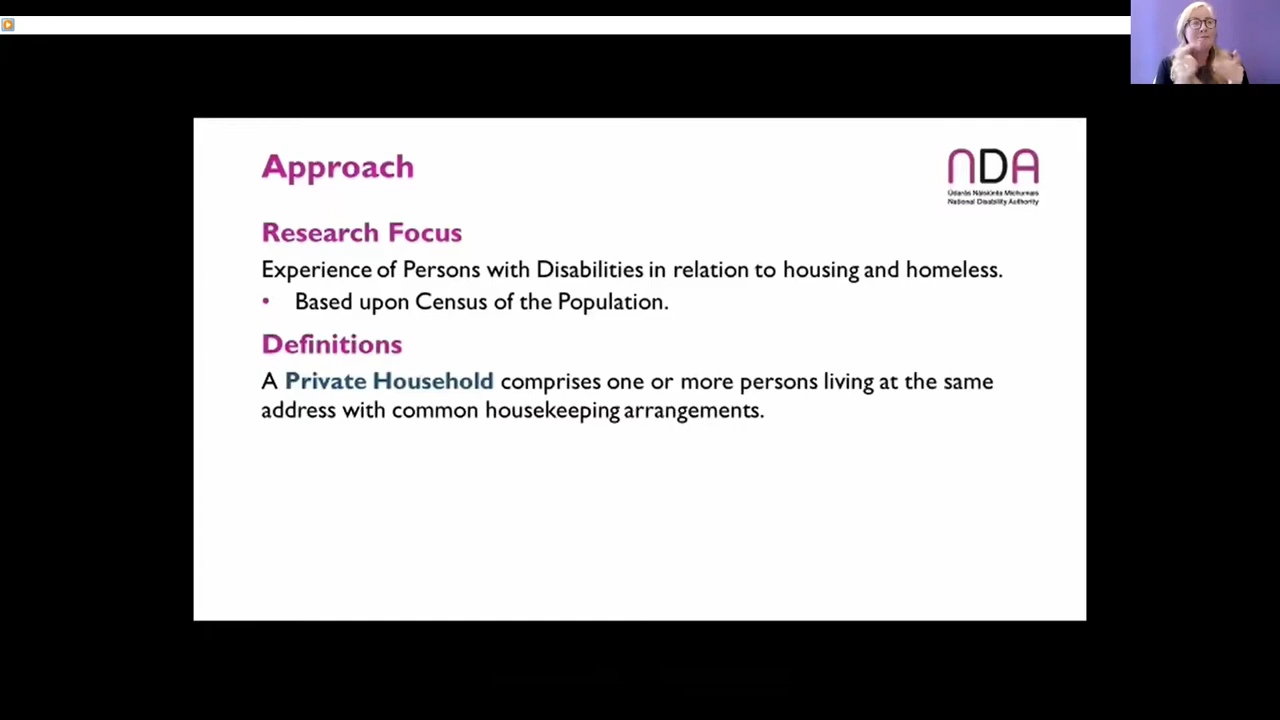 Approach
NDA
Údarás Náisiúnta Míchumais
National Disability Authority
Research Focus
Experience of Persons with Disabilities in relation to housing and homeless.
• Based upon Census of the Population.
Definitions
A Private Household comprises one or more persons living at the same
address with common housekeeping arrangements.